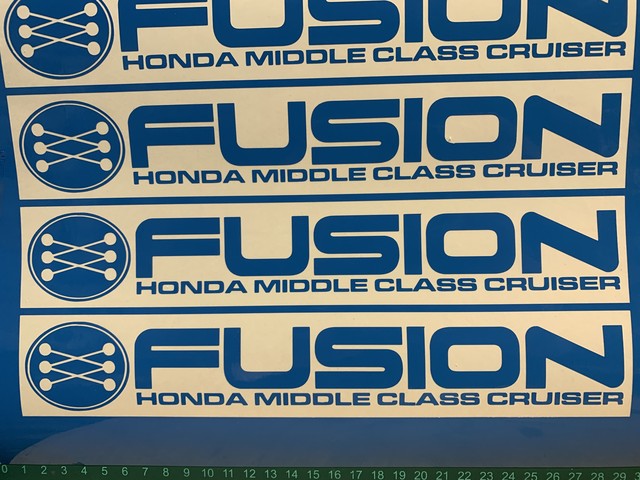 FUSION
HONDA MIDDLE CLASS CRUISER
FUSION
HONDA MIDDLE CLASS CRUISER
FUSION
HONDA MIDDLE CLASS CRUISER
FUSION
HONDA MIDDLE CLASS CRUISER
0 1 2 3 4 5 6 7 8 9 10 11 12 13 14 15 16 17 18 19 20 21 22 23 24 25 26 27 28 29